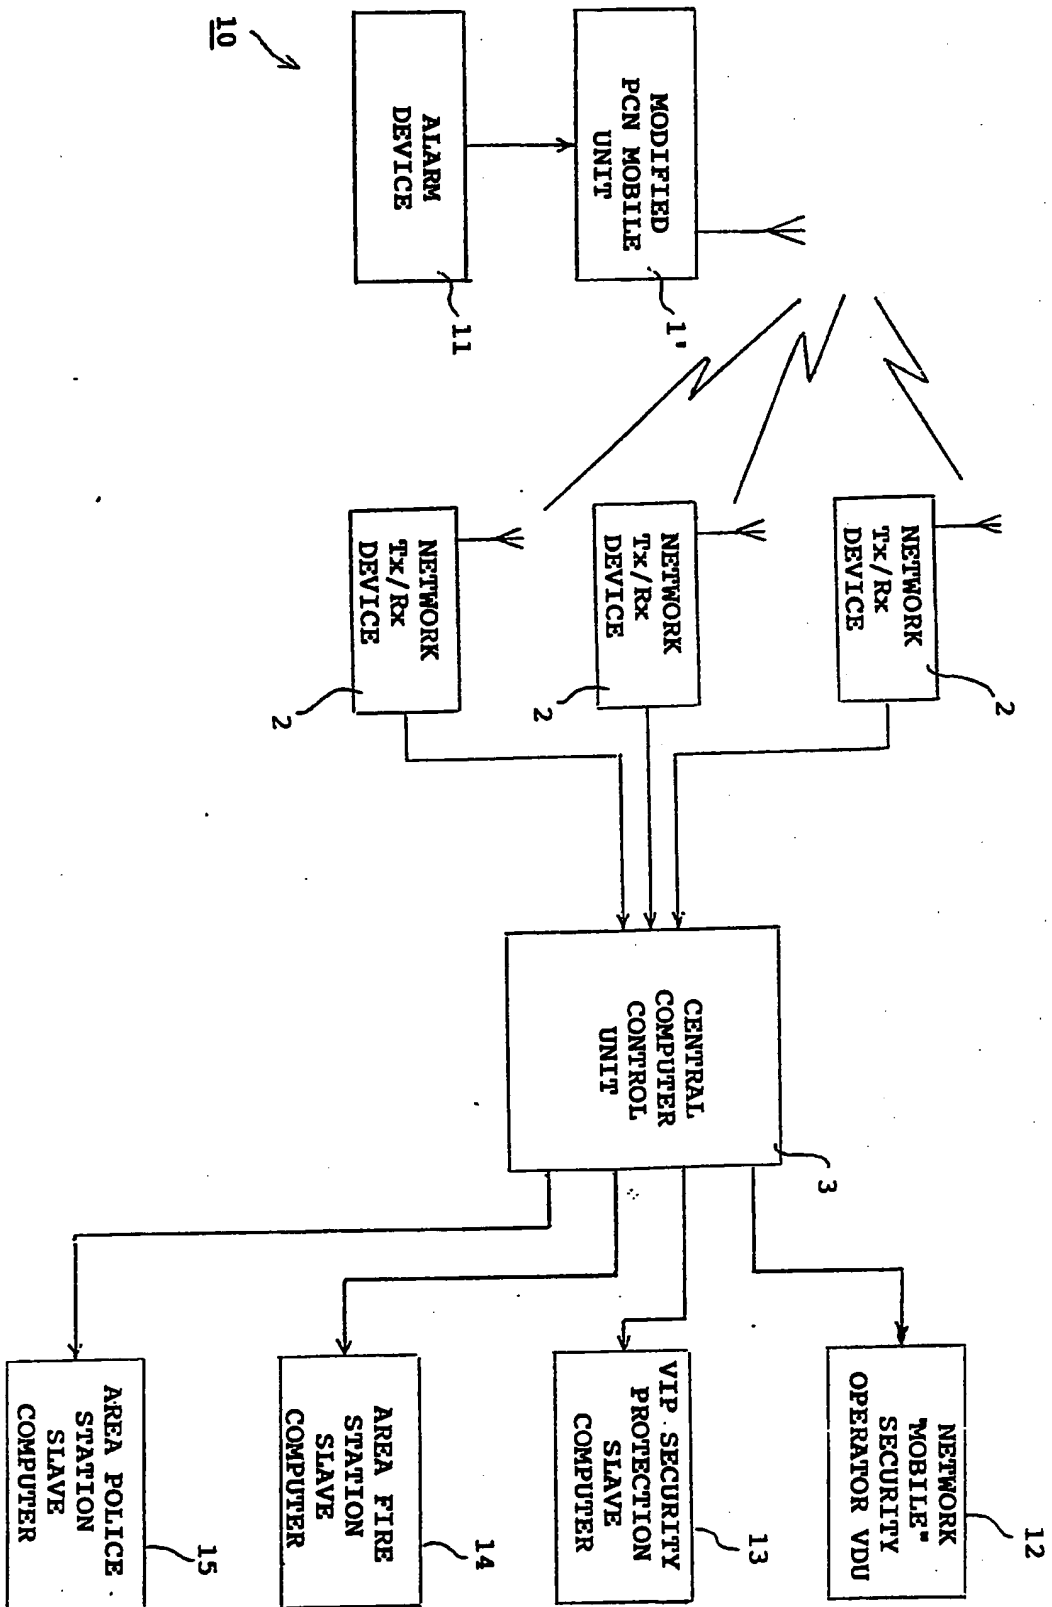 10
ALARM
DEVICE
11
MODIFIED
PCN MOBILE
UNIT
1'
NETWORK
Tx/Rx
DEVICE
2
NETWORK
Tx/Rx
DEVICE
2
NETWORK
Tx/Rx
DEVICE
2
CENTRAL
COMPUTER
CONTROL
UNIT
3
NETWORK
"MOBILE"
SECURITY
OPERATOR VDU
12
VIP SECURITY
PROTECTION
SLAVE
COMPUTER
13
AREA FIRE
STATION
SLAVE
COMPUTER
14
AREA POLICE
STATION
SLAVE
COMPUTER
15